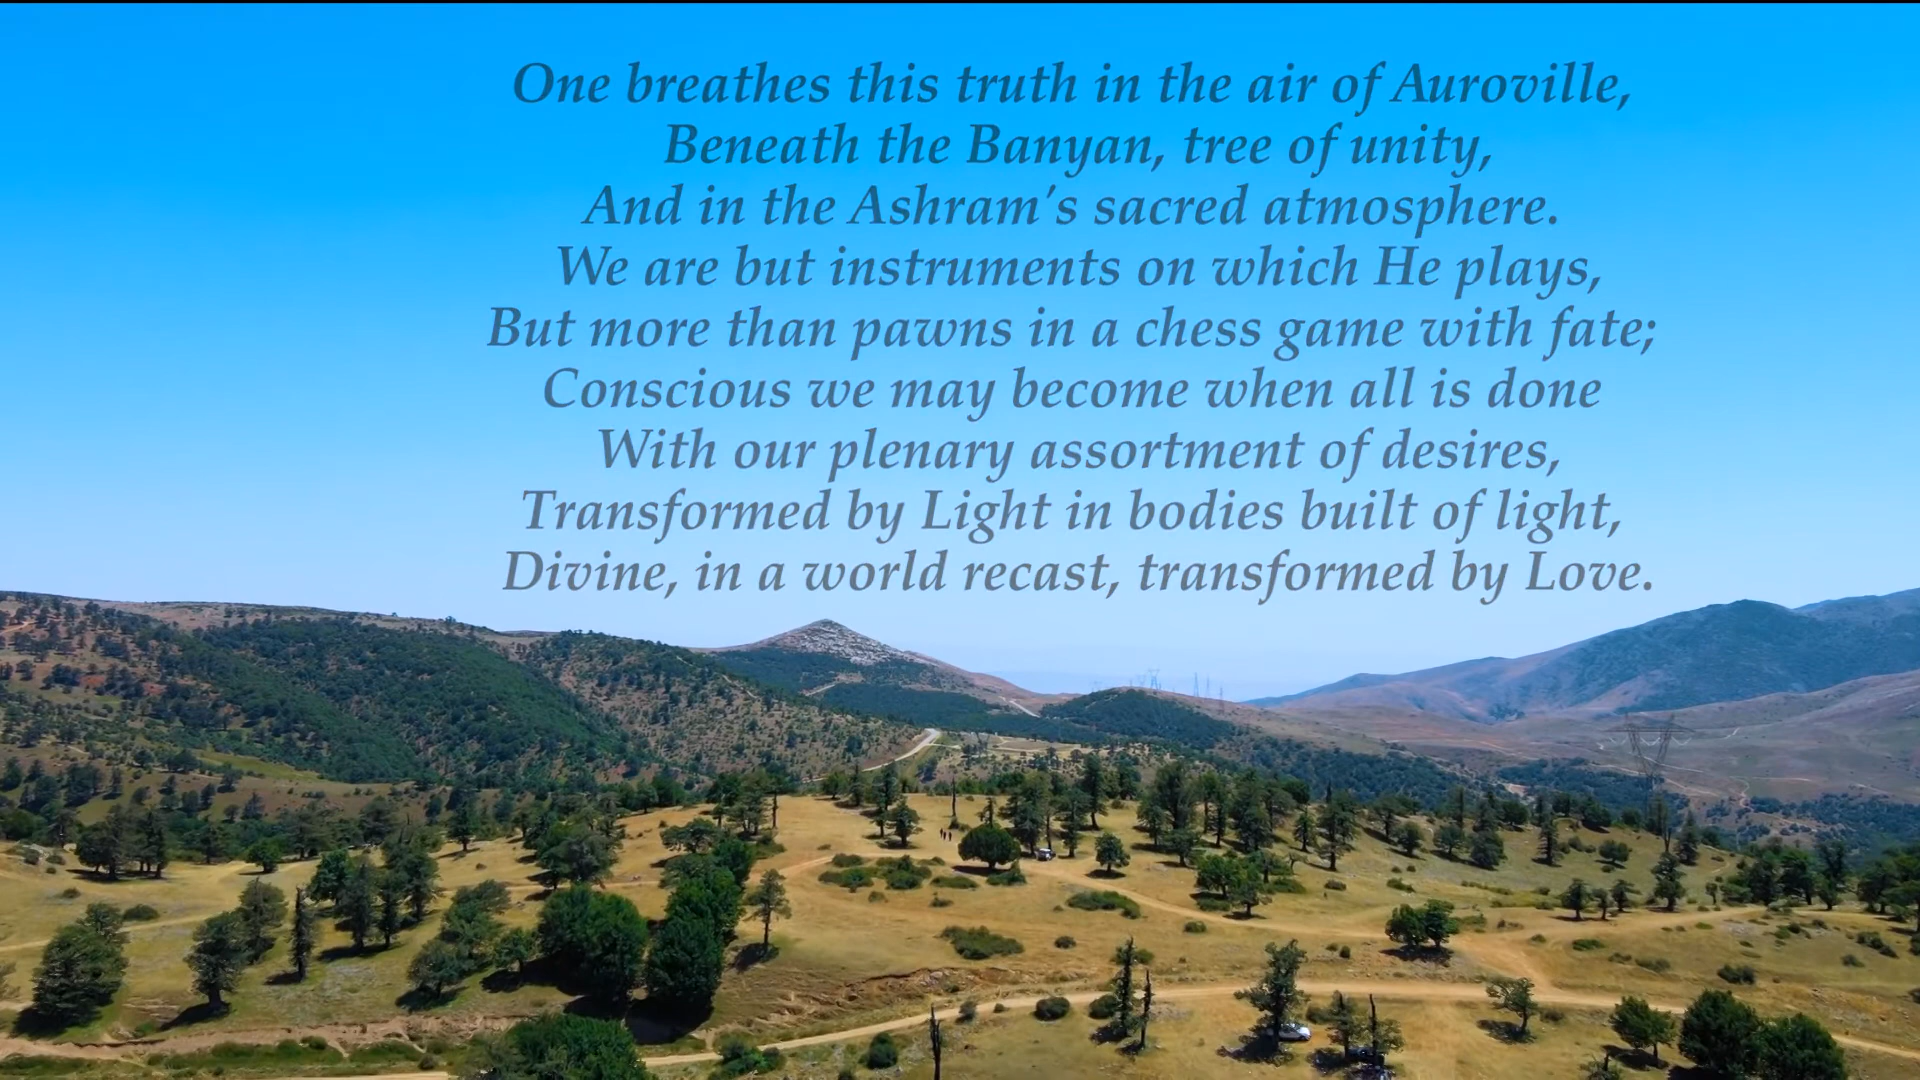 One breathes this truth in the air of Auroville,
Beneath the Banyan, tree of unity,
And in the Ashram's sacred atmosphere.
We are but instruments on which He plays,
But more than pawns in a chess game with fate;
Conscious we may become when all is done
With our plenary assortment of desires,
Transformed by Light in bodies built of light,
Divine, in a world recast, transformed by Love.